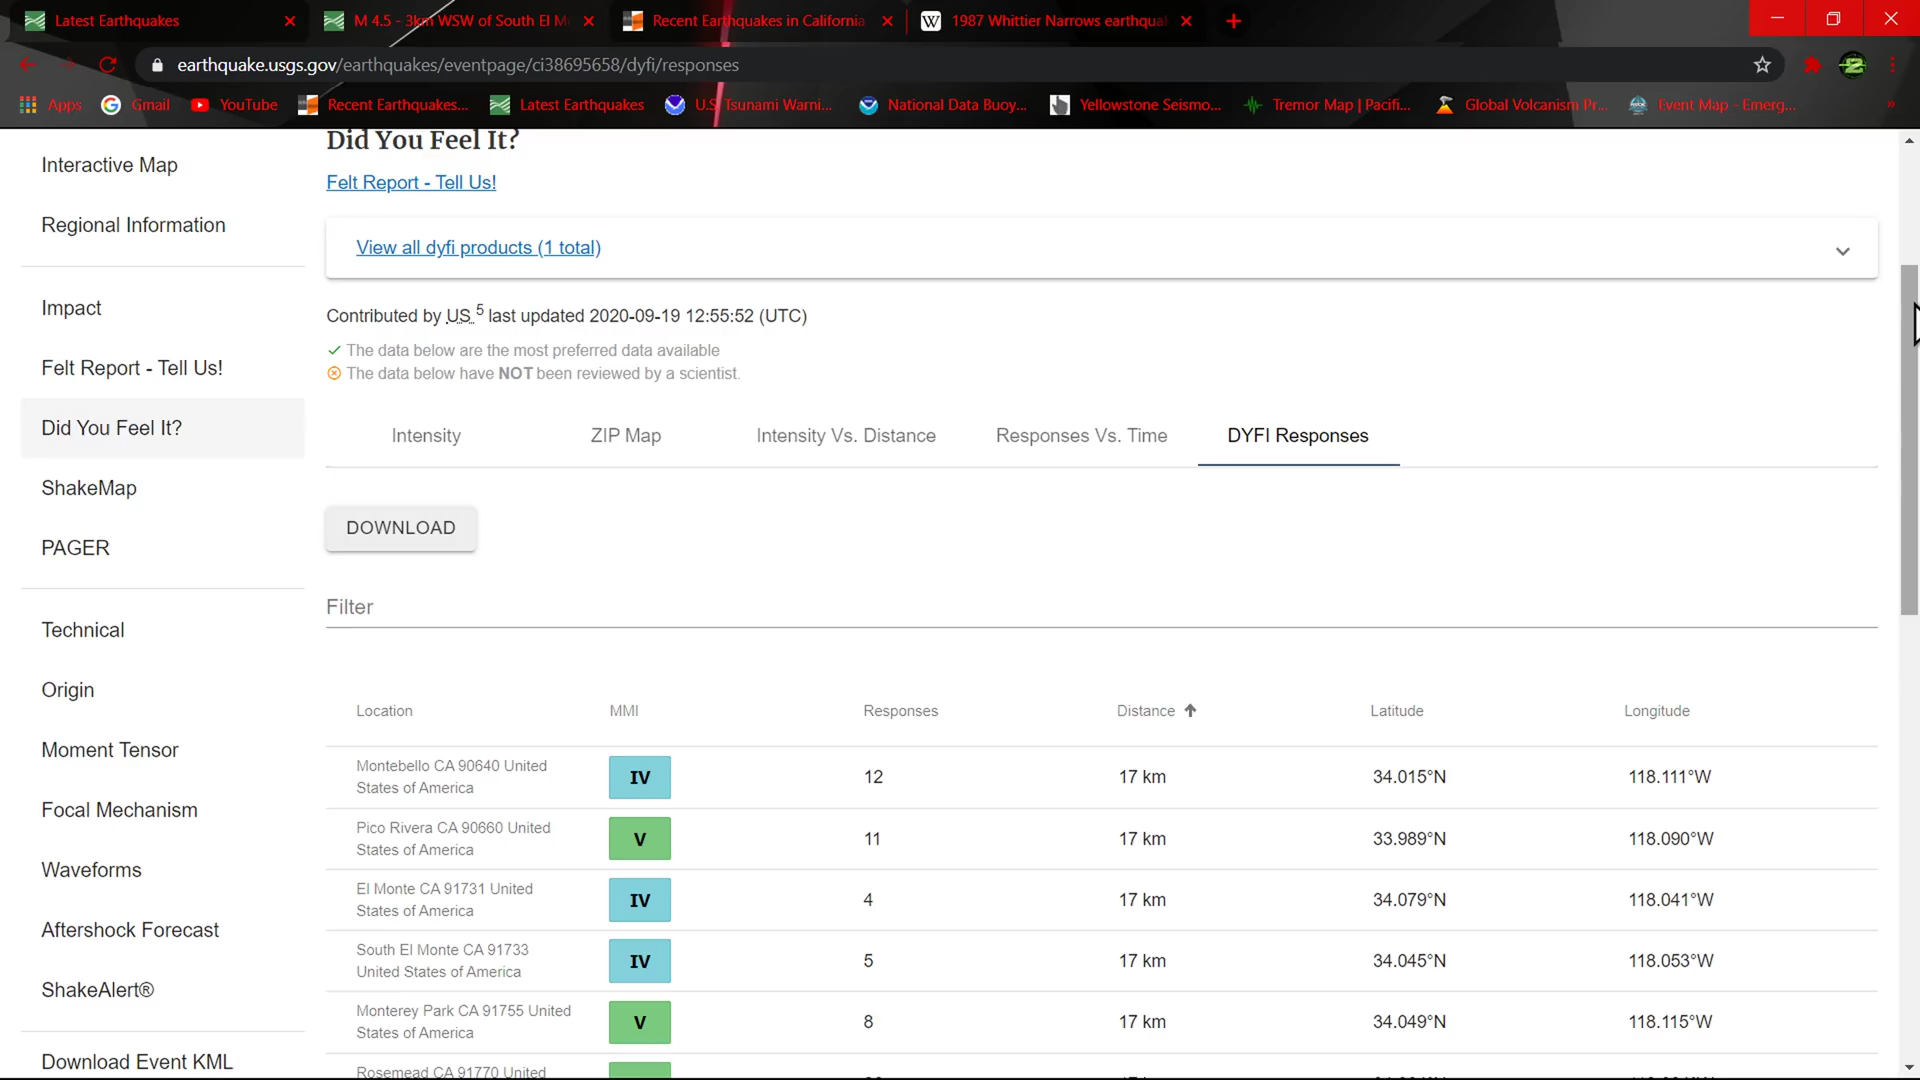 Latest Earthquakes
M 4.5 - 3km WSW of South El M
Recent Earthquakes in California
W 1987 Whittier Narrows earthqua
earthquake.usgs.gov/earthquakes/eventpage/ci38695658/dyfi/responses
Apps Gmail YouTube Recent Earthquakes... Latest Earthquakes U.S. Tsunami Warni... National Data Buoy... Yellowstone Seismo... Tremor Map | Pacifi... Global Volcanism Pr... Event Map - Emerg... »
Did You Feel It?
Interactive Map
Felt Report - Tell Us!
Regional Information
View all dyfi products (1 total)
Impact
Contributed by US 5 last updated 2020-09-19 12:55:52 (UTC)
The data below are the most preferred data available
Felt Report - Tell Us!
The data below have NOT been reviewed by a scientist.
Did You Feel It?
Intensity ZIP Map Intensity Vs. Distance Responses Vs. Time DYFI Responses
ShakeMap
DOWNLOAD
PAGER
Filter
Technical
Origin
Location MMI Responses Distance Latitude Longitude
Moment Tensor
Montebello CA 90640 United
States of America
IV 12 17 km 34.015°N 118.111°W
Focal Mechanism
Pico Rivera CA 90660 United
States of America
V 11 17 km 33.989°N 118.090°W
Waveforms
El Monte CA 91731 United
States of America
IV 4 17 km 34.079°N 118.041°W
Aftershock Forecast
South El Monte CA 91733
United States of America
IV 5 17 km 34.045°N 118.053°W
ShakeAlert®
Monterey Park CA 91755 United
States of America
V 8 17 km 34.049°N 118.115°W
Download Event KML
Rosemead CA 91770 United